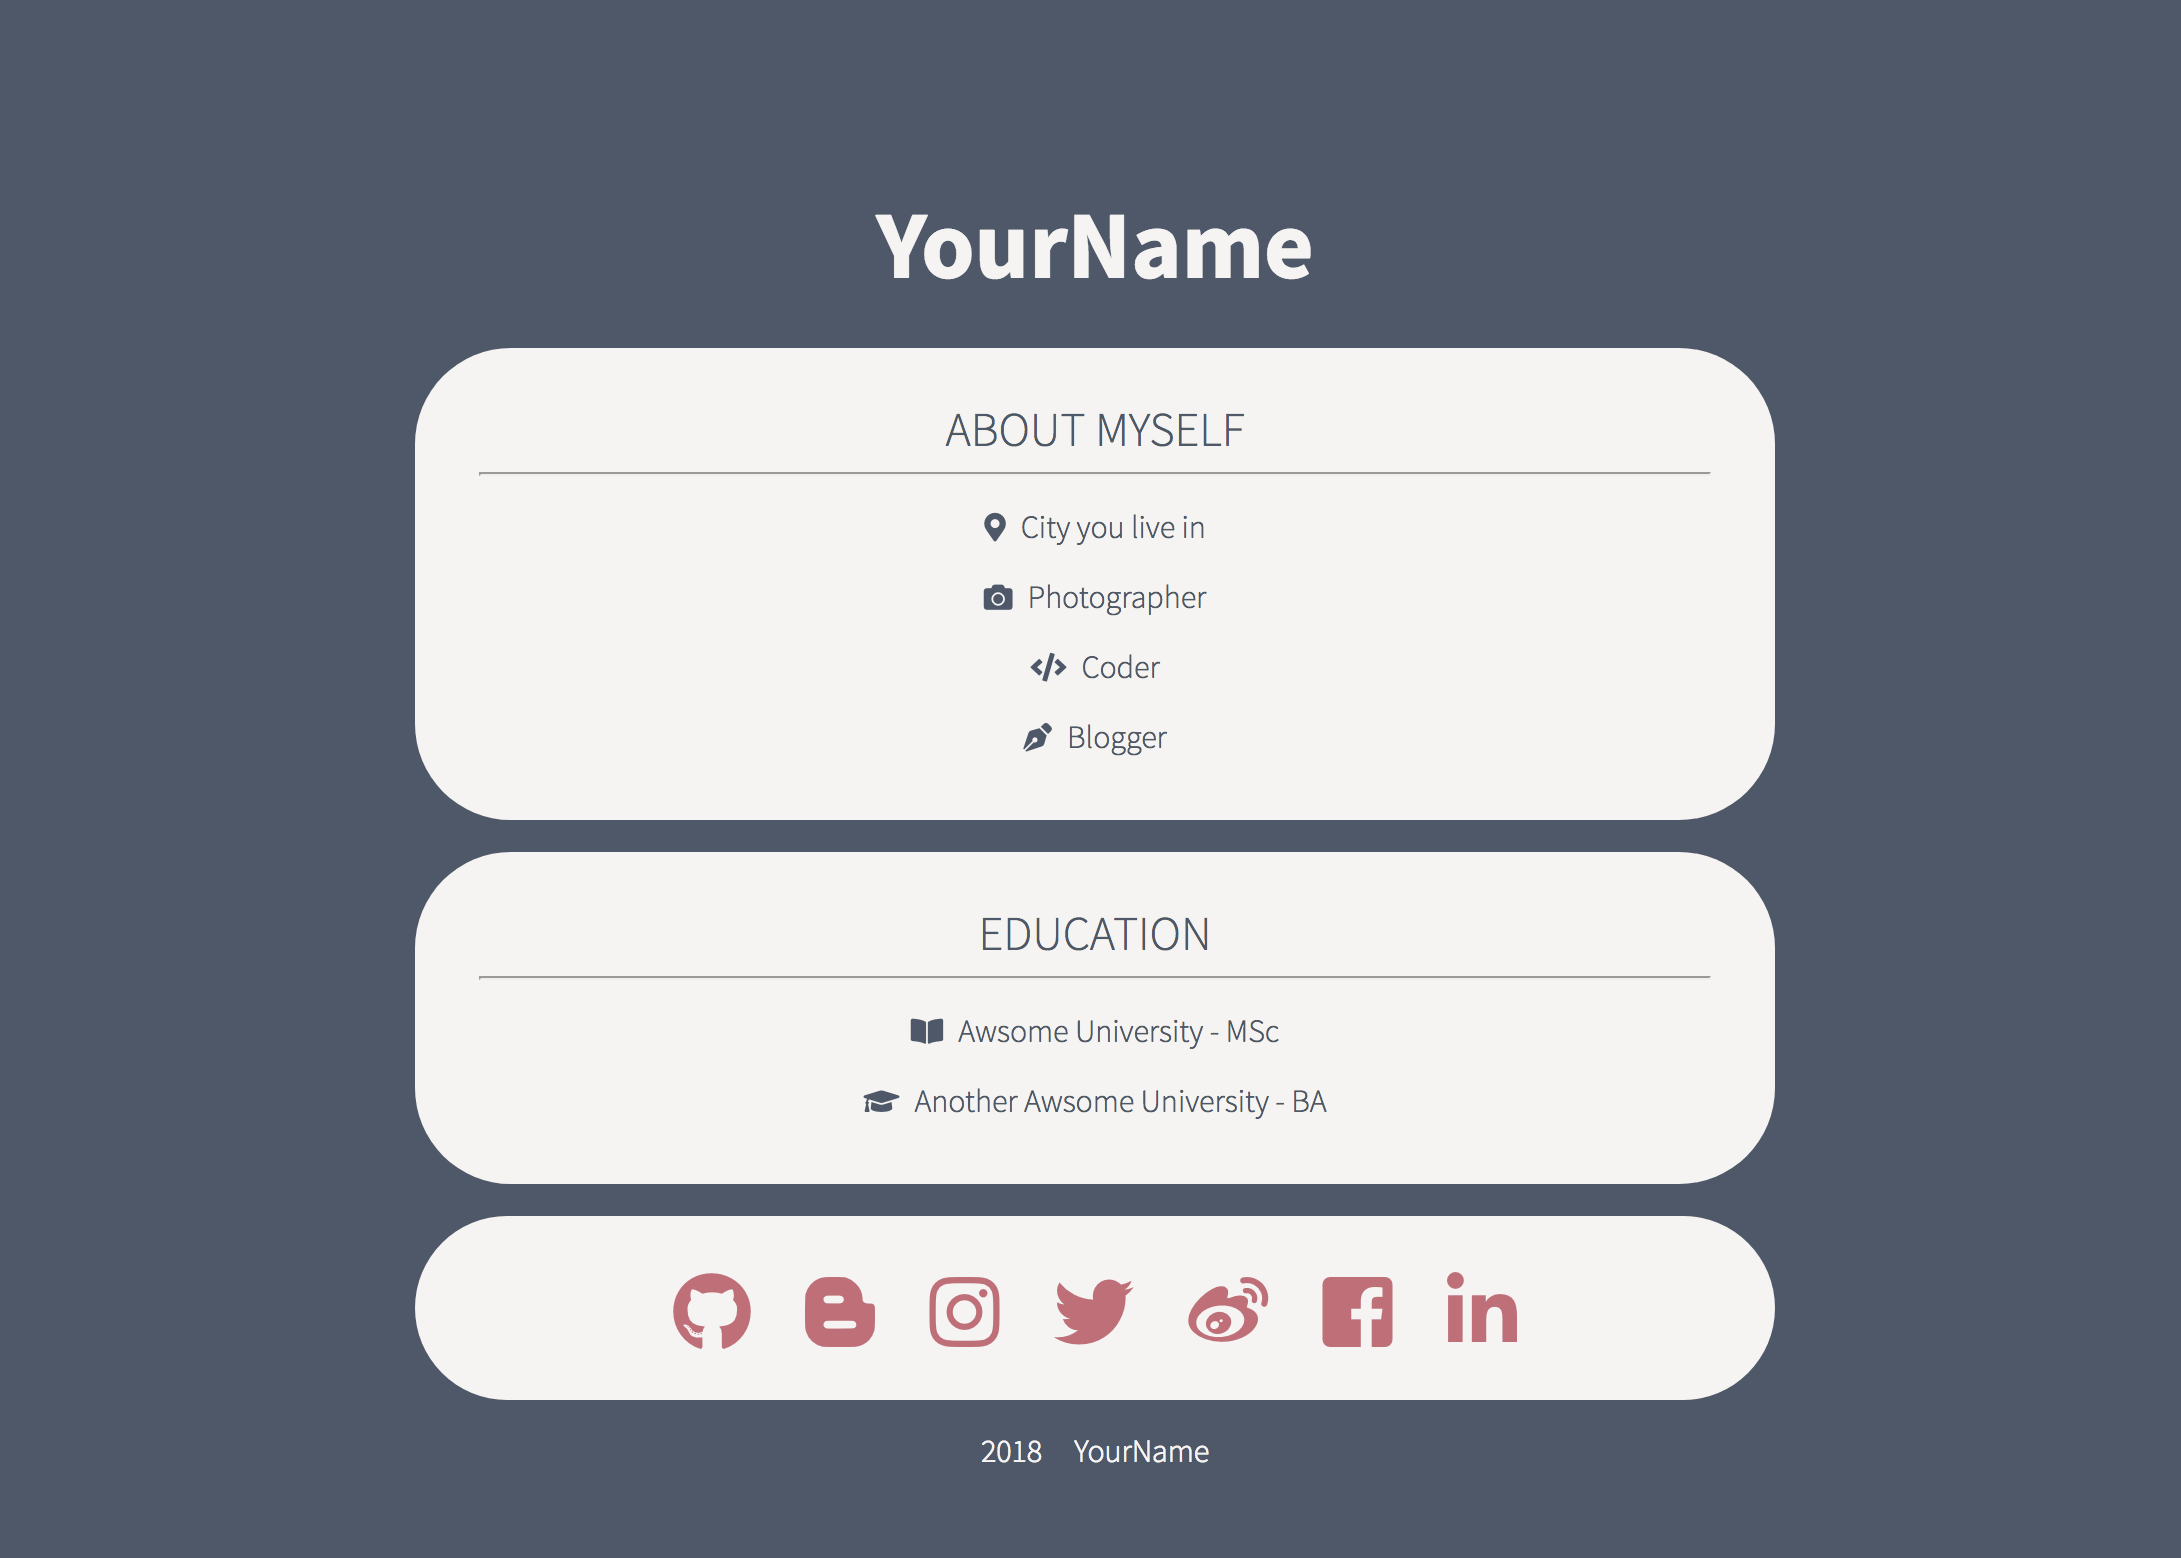 YourName
ABOUT MYSELF
City you live in
Photographer
Coder
Blogger
EDUCATION
Awsome University - MSc
Another Awsome University - BA
2018 YourName